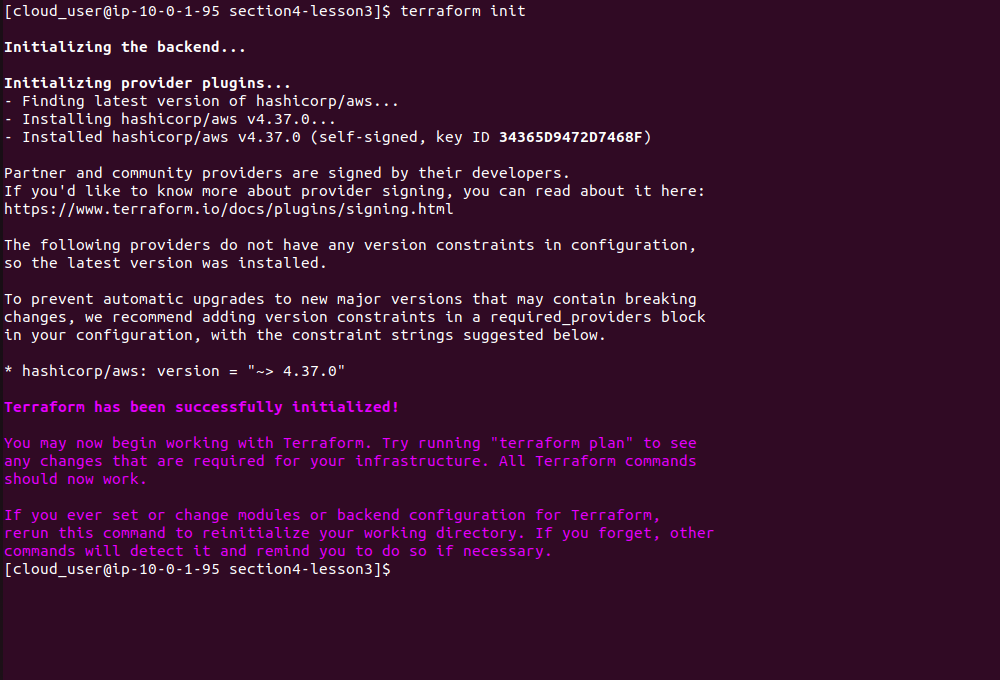 [cloud_user@ip-10-0-1-95 section4-lesson3]$ terraform init
Initializing the backend...
Initializing provider plugins...
- Finding latest version of hashicorp/aws...
- Installing hashicorp/aws v4.37.0...
- Installed hashicorp/aws v4.37.0 (self-signed, key ID 34365D9472D7468F)
Partner and community providers are signed by their developers.
If you'd like to know more about provider signing, you can read about it here:
https://www.terraform.io/docs/plugins/signing.html
The following providers do not have any version constraints in configuration,
so the latest version was installed.
To prevent automatic upgrades to new major versions that may contain breaking
changes, we recommend adding version constraints in a required_providers block
in your configuration, with the constraint strings suggested below.
* hashicorp/aws: version = "~> 4.37.0"
Terraform has been successfully initialized!
You may now begin working with Terraform. Try running "terraform plan" to see
any changes that are required for your infrastructure. All Terraform commands
should now work.
If you ever set or change modules or backend configuration for Terraform,
rerun this command to reinitialize your working directory. If you forget, other
commands will detect it and remind you to do so if necessary.
[cloud_user@ip-10-0-1-95 section4-lesson3]$